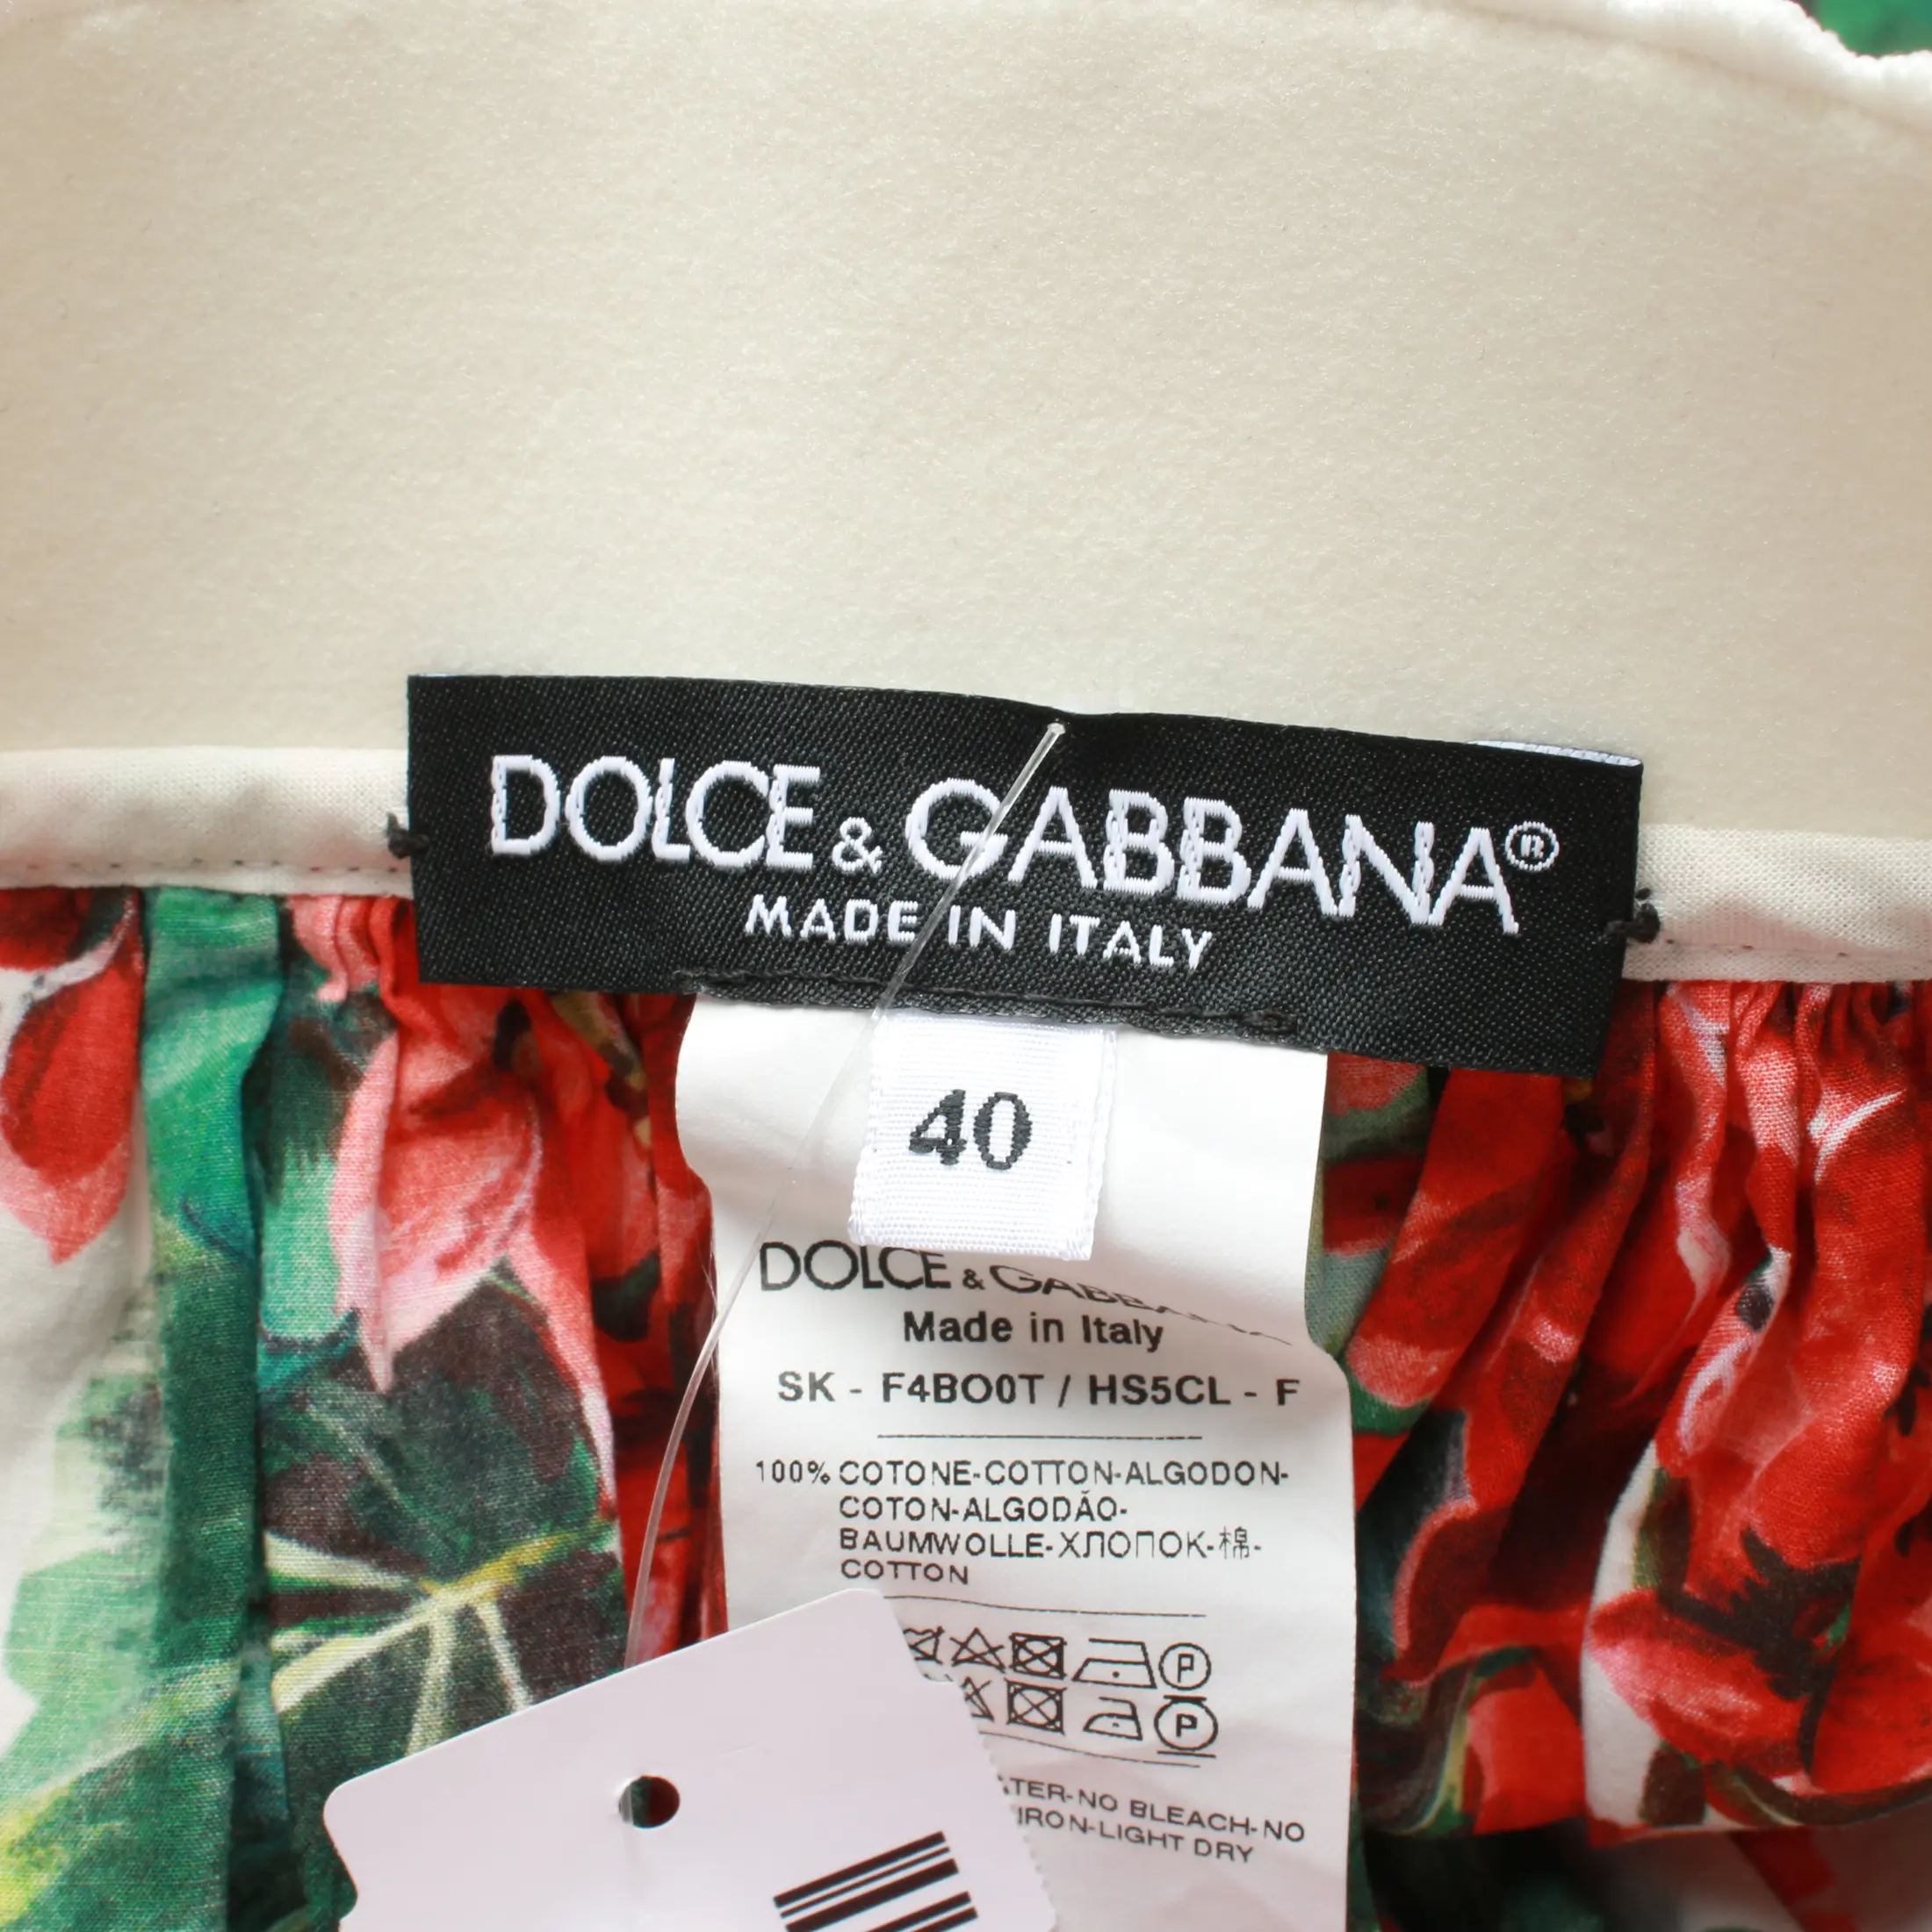 DOLCE & GABBANA®
MADE IN ITALY
40
DOLCE & GABBANA
Made in Italy
SK - F4BO0T / HS5CL - F
100% COTONE-COTTON-ALGODON-
COTON-ALGODÃO-
BAUMWOLLE-ХЛОПОК-棉-
COTTON
P
P
-NO BLEACH-NO
IRON-LIGHT DRY